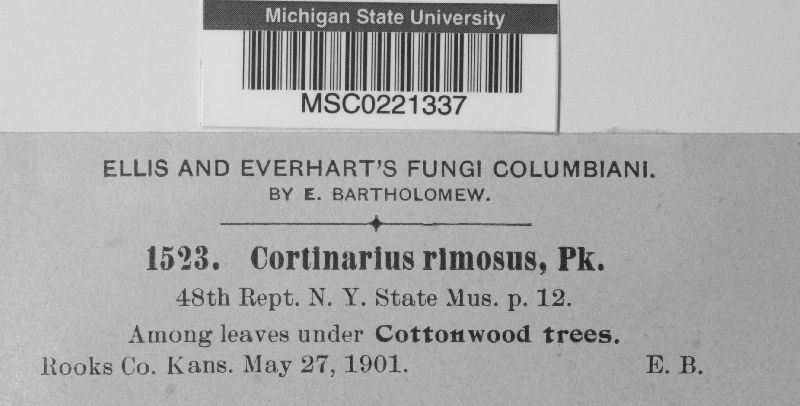 Michigan State University
MSC0221337
ELLIS AND EVERHART'S FUNGI COLUMBIANI.
BY E. BARTHOLOMEW.
1523. Cortinarius rimosus, Pk.
48th Rept. N. Y. State Mus. p. 12.
Among leaves under Cottonwood trees.
Rooks Co. Kans. May 27, 1901. E. B.